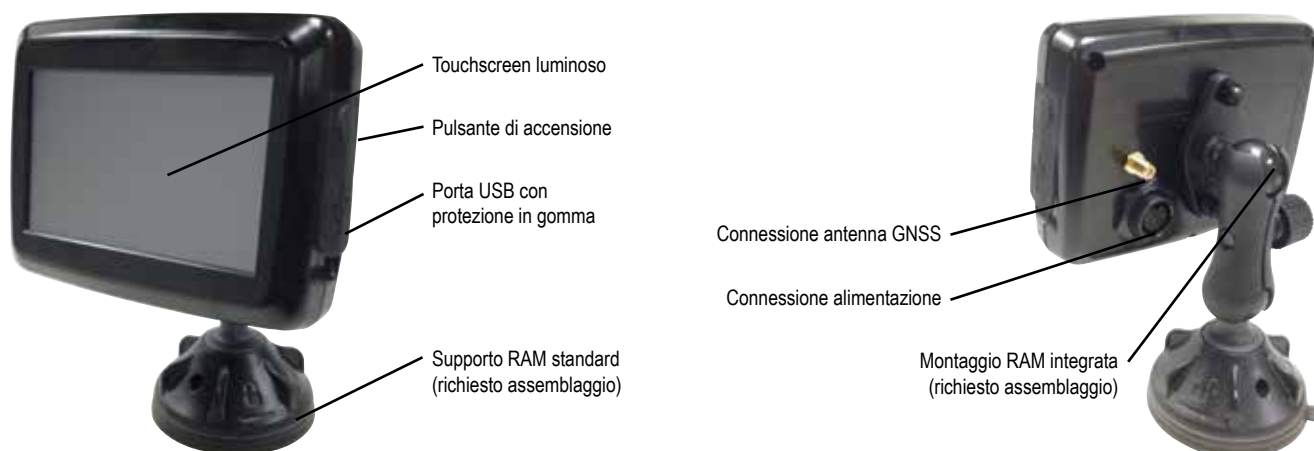 Touchscreen luminoso
Pulsante di accensione
Porta USB con
protezione in gomma
Supporto RAM standard
(richiesto assemblaggio)
Connessione antenna GNSS
Connessione alimentazione
Montaggio RAM integrata
(richiesto assemblaggio)